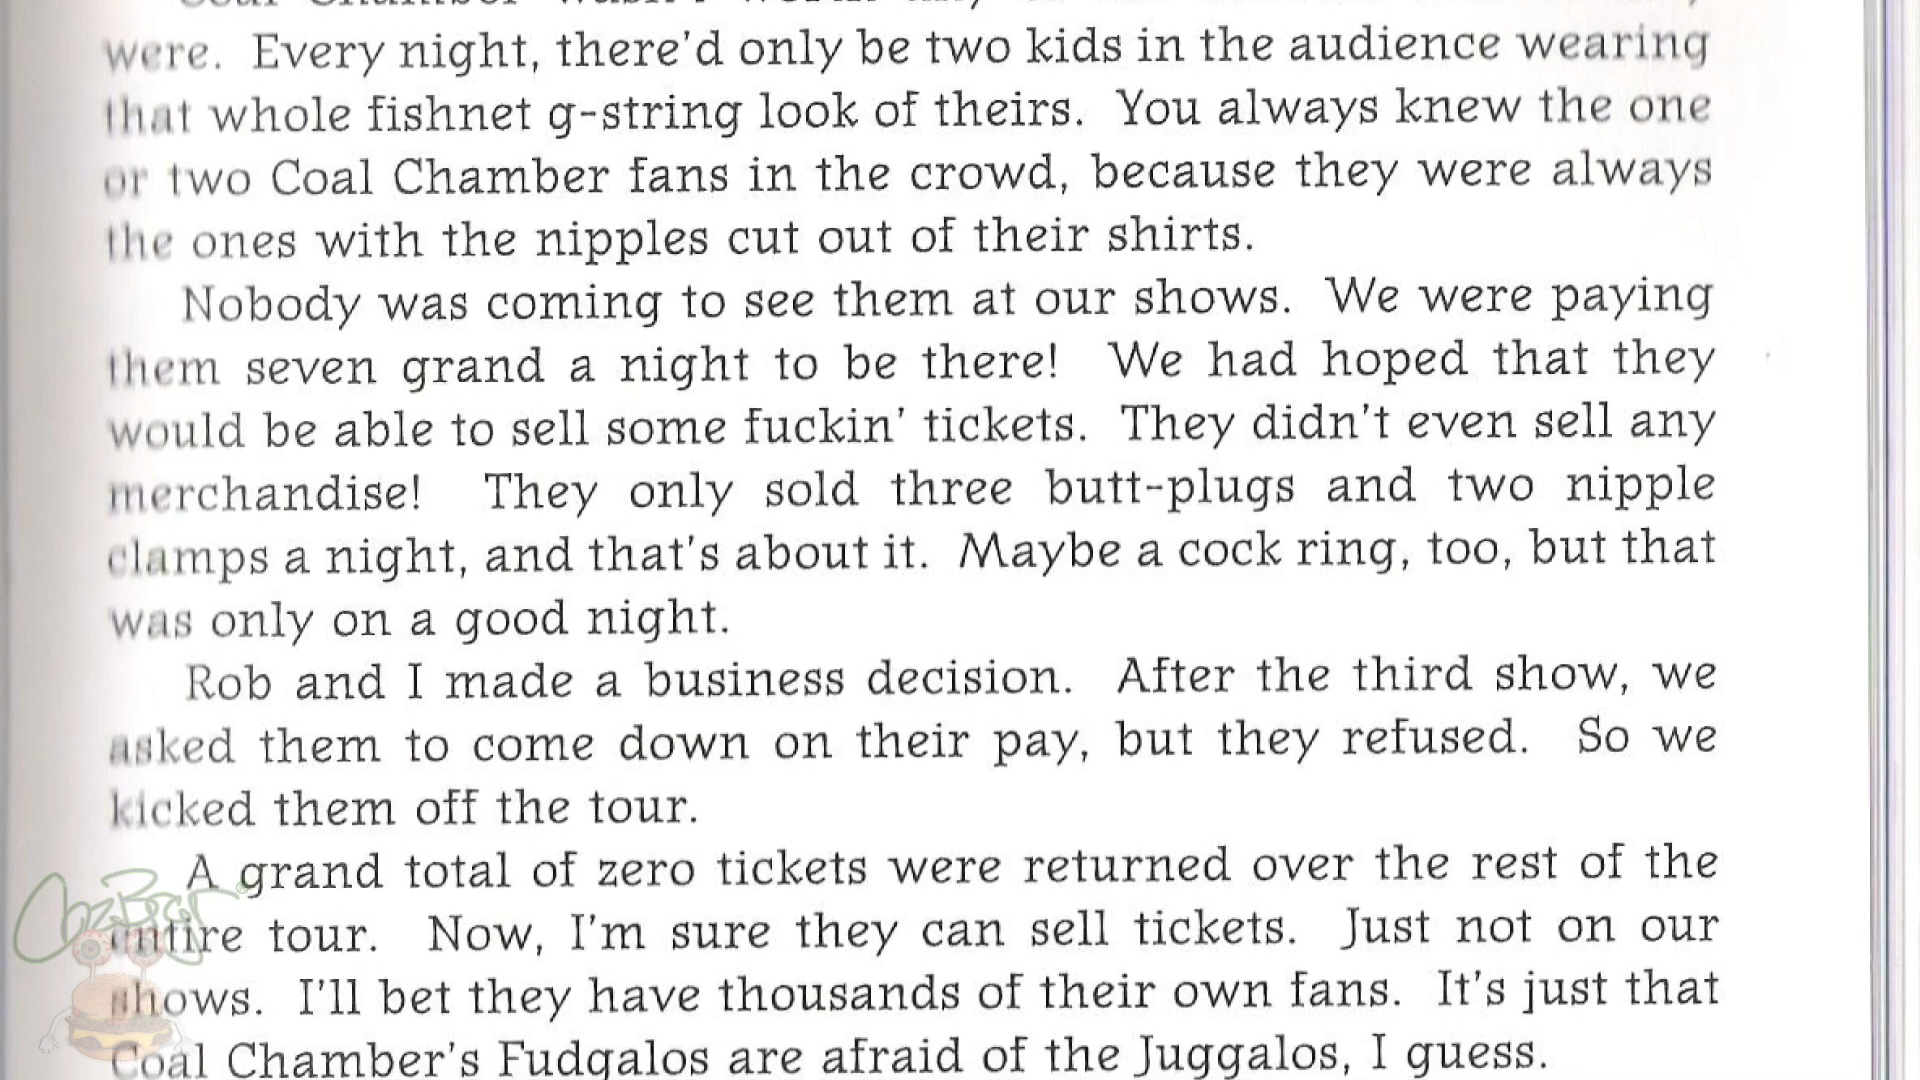 Coal Chamber wasn't worth
were. Every night, there'd only be two kids in the audience wearing
that whole fishnet g-string look of theirs. You always knew the one
or two Coal Chamber fans in the crowd, because they were always
the ones with the nipples cut out of their shirts.
Nobody was coming to see them at our shows. We were paying
them seven grand a night to be there! We had hoped that they
would be able to sell some fuckin' tickets. They didn't even sell any
merchandise! They only sold three butt-plugs and two nipple
clamps a night, and that's about it. Maybe a cock ring, too, but that
was only on a good night.
Rob and I made a business decision. After the third show, we
asked them to come down on their pay, but they refused. So we
kicked them off the tour.
A grand total of zero tickets were returned over the rest of the
entire tour. Now, I'm sure they can sell tickets. Just not on our
shows. I'll bet they have thousands of their own fans. It's just that
Coal Chamber's Fudgalos are afraid of the Juggalos, I guess.